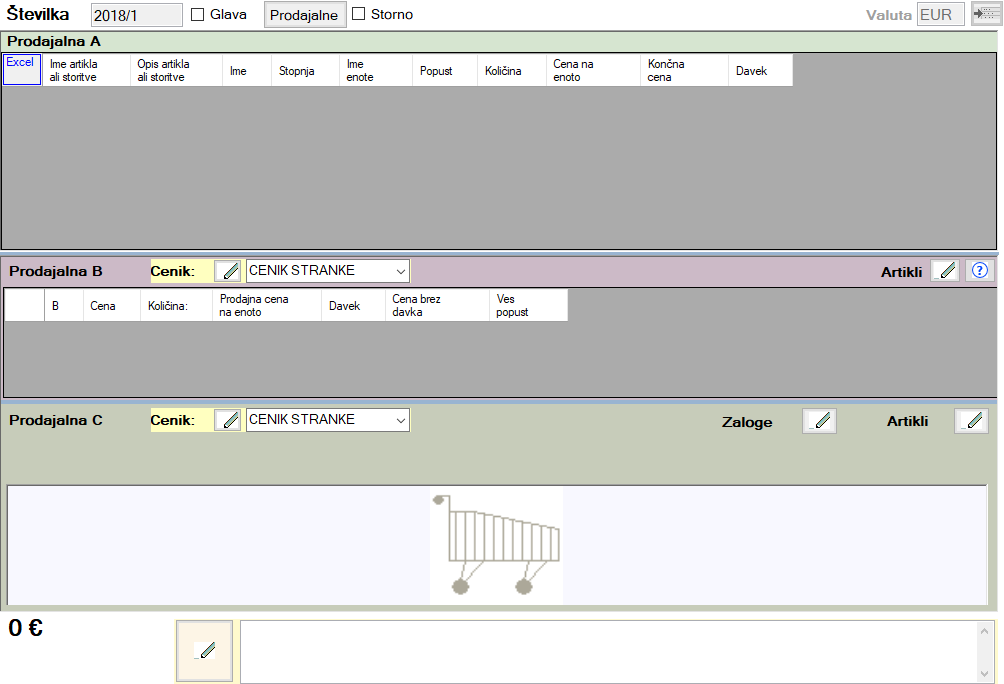 Številka 2018/1 Glava Prodajalne Storno Valuta EUR
Prodajalna A
Excel Ime artikla ali storitve Opis artikla ali storitve Ime Stopnja Ime enote Popust Količina Cena na enoto Končna cena Davek
Prodajalna B Cenik: CENIK STRANKE Artikli ?
B Cena Količina: Prodajna cena na enoto Davek Cena brez davka Ves popust
Prodajalna C Cenik: CENIK STRANKE Zaloge Artikli
0 €